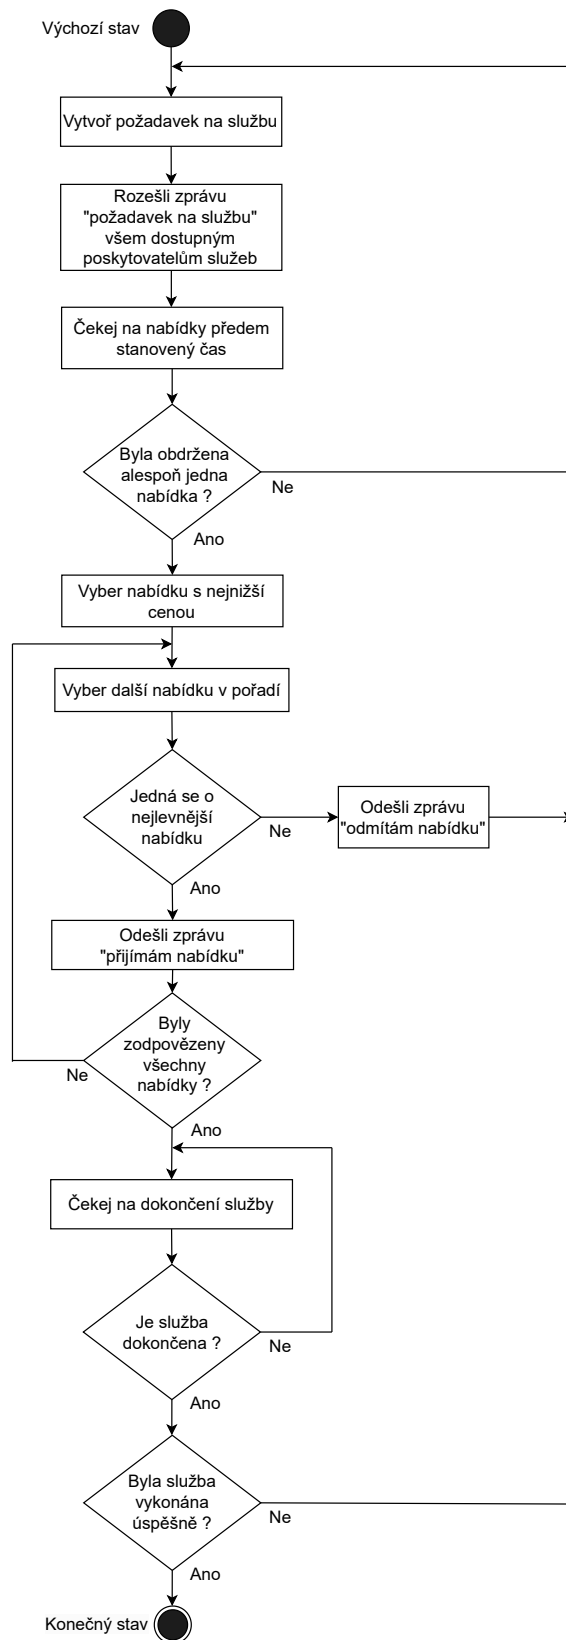 Výchozí stav
Vytvoř požadavek na službu
Rozešli zprávu
"požadavek na službu"
všem dostupným
poskytovatelům služeb
Čekej na nabídky předem
stanovený čas
Byla obdržena
alespoň jedna
nabídka ?
Ne
Ano
Vyber nabídku s nejnižší
cenou
Vyber další nabídku v pořadí
Jedná se o
nejlevnější
nabídku
Ne
Odešli zprávu
"odmítám nabídku"
Ano
Odešli zprávu
"přijímám nabídku"
Byly
zodpovězeny
všechny
nabídky ?
Ne
Ano
Čekej na dokončení služby
Je služba
dokončena ?
Ne
Ano
Byla služba
vykonána
úspěšně ?
Ne
Ano
Konečný stav